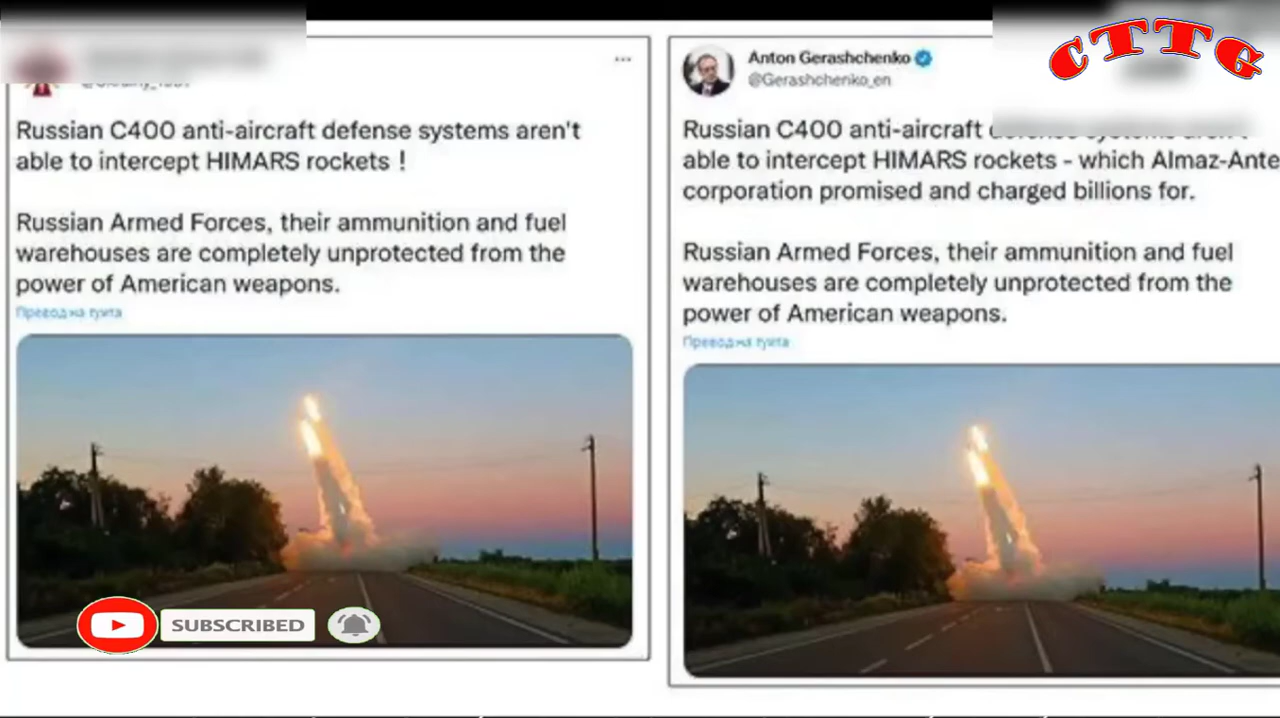 CTTG
Russian C400 anti-aircraft defense systems aren't
able to intercept HIMARS rockets !
Russian Armed Forces, their ammunition and fuel
warehouses are completely unprotected from the
power of American weapons.
Превод на туита
SUBSCRIBED
Anton Gerashchenko
@Gerashchenko_en
Russian C400 anti-aircraft defense systems aren't
able to intercept HIMARS rockets - which Almaz-Ante
corporation promised and charged billions for.
Russian Armed Forces, their ammunition and fuel
warehouses are completely unprotected from the
power of American weapons.
Превод на туита